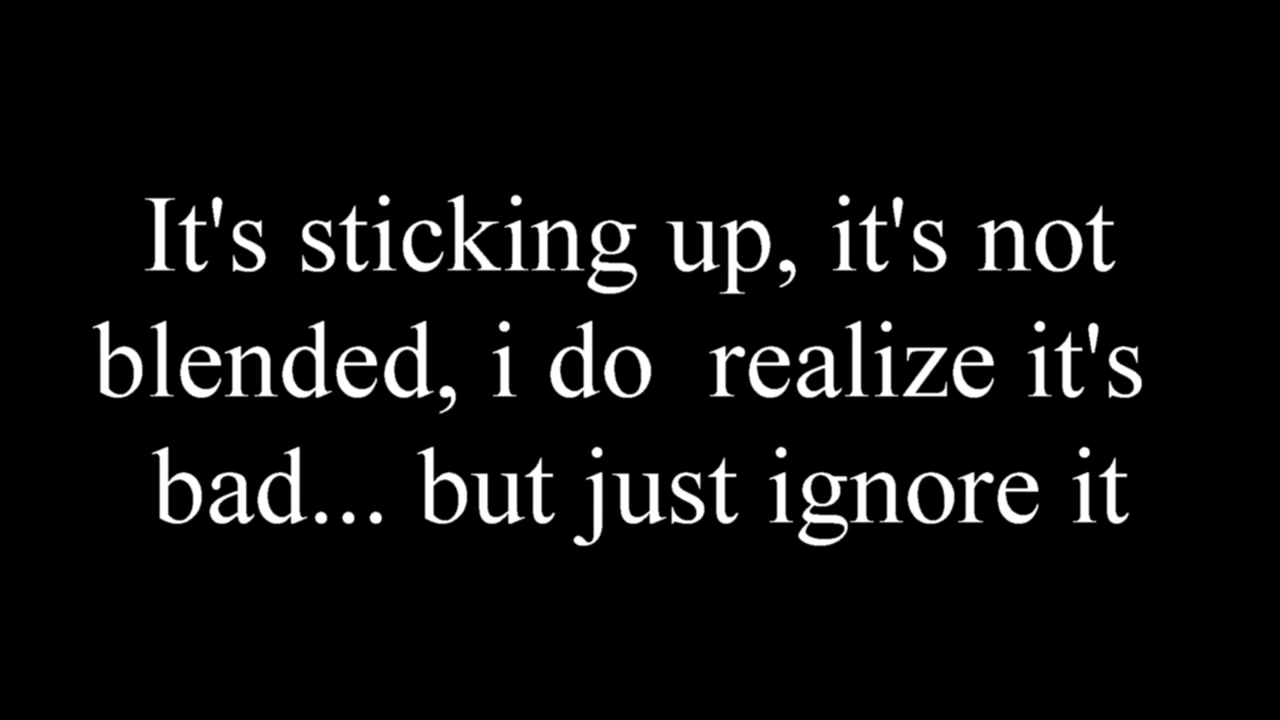 It's sticking up, it's not
blended, i do  realize it's
bad... but just ignore it